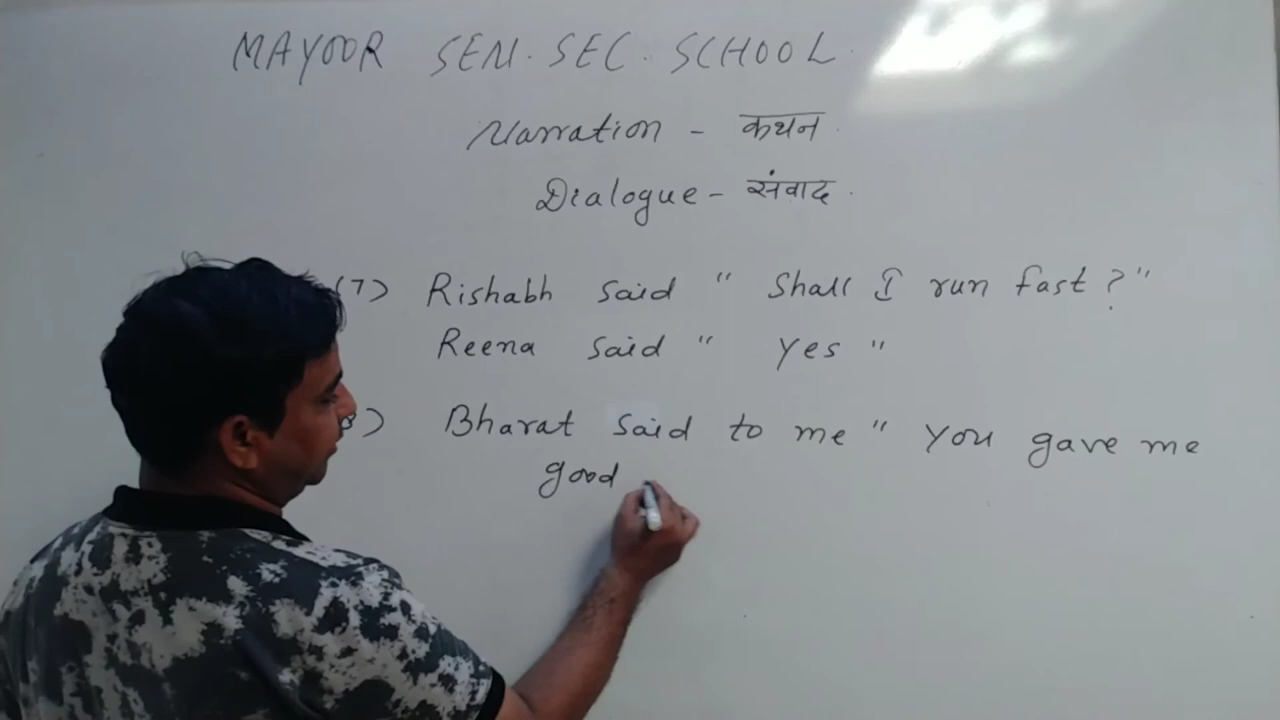 MAYOOR SEN. SEC. SCHOOL.
Narration - कथन.
Dialogue - संवाद.
(7) Rishabh said " Shall I run fast ? "
Reena said " Yes "
8) Bharat said to me " You gave me
good